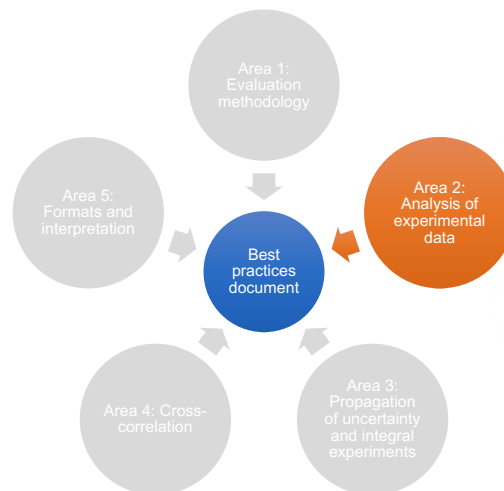 Area 1:
Evaluation
methodology
Area 2:
Analysis of
experimental
data
Area 3:
Propagation
of uncertainty
and integral
experiments
Area 4: Cross-
correlation
Area 5:
Formats and
interpretation
Best
practices
document